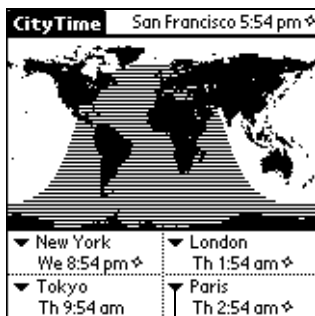 CityTime San Francisco 5:54 pm
New York London
We 8:54 pm Th 1:54 am
Tokyo Paris
Th 9:54 am Th 2:54 am